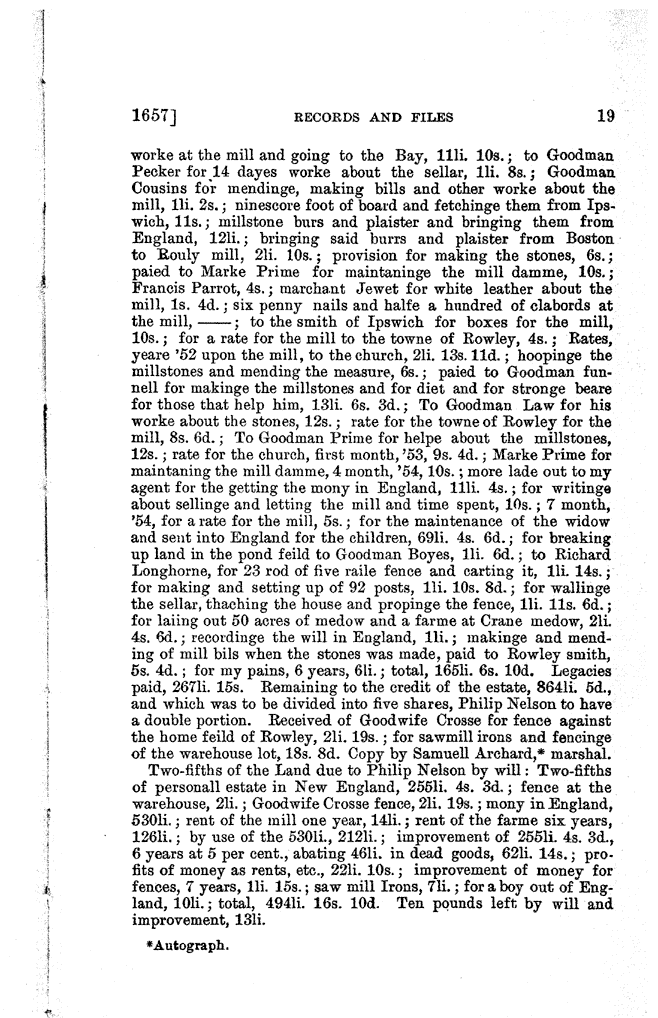 1657] RECORDS AND FILES 19
worke at the mill and going to the Bay, 11li. 10s.; to Goodman
Pecker for 14 dayes worke about the sellar, 1li. 8s.; Goodman
Cousins for mendinge, making bills and other worke about the
mill, 1li. 2s.; ninescore foot of board and fetchinge them from Ips-
wich, 11s.; millstone burs and plaister and bringing them from
England, 12li.; bringing said burrs and plaister from Boston
to Rouly mill, 2li. 10s.; provision for making the stones, 6s.;
paied to Marke Prime for maintaninge the mill damme, 10s.;
Francis Parrot, 4s.; marchant Jewet for white leather about the
mill, 1s. 4d.; six penny nails and halfe a hundred of clabords at
the mill, ——; to the smith of Ipswich for boxes for the mill,
10s.; for a rate for the mill to the towne of Rowley, 4s.; Rates,
yeare '52 upon the mill, to the church, 2li. 13s. 11d.; hoopinge the
millstones and mending the measure, 6s.; paied to Goodman fun-
nell for makinge the millstones and for diet and for stronge beare
for those that help him, 13li. 6s. 3d.; To Goodman Law for his
worke about the stones, 12s.; rate for the towne of Rowley for the
mill, 8s. 6d.; To Goodman Prime for helpe about the millstones,
12s.; rate for the church, first month, '53, 9s. 4d.; Marke Prime for
maintaning the mill damme, 4 month, '54, 10s.; more lade out to my
agent for the getting the mony in England, 11li. 4s.; for writinge
about sellinge and letting the mill and time spent, 10s.; 7 month,
'54, for a rate for the mill, 5s.; for the maintenance of the widow
and sent into England for the children, 69li. 4s. 6d.; for breaking
up land in the pond feild to Goodman Boyes, 1li. 6d.; to Richard
Longhorne, for 23 rod of five raile fence and carting it, 1li. 14s.;
for making and setting up of 92 posts, 1li. 10s. 8d.; for wallinge
the sellar, thaching the house and propinge the fence, 1li. 11s. 6d.;
for laiing out 50 acres of medow and a farme at Crane medow, 2li.
4s. 6d.; recordinge the will in England, 1li.; makinge and mend-
ing of mill bils when the stones was made, paid to Rowley smith,
5s. 4d.; for my pains, 6 years, 6li.; total, 165li. 6s. 10d. Legacies
paid, 267li. 15s. Remaining to the credit of the estate, 864li. 5d.,
and which was to be divided into five shares, Philip Nelson to have
a double portion. Received of Goodwife Crosse for fence against
the home feild of Rowley, 2li. 19s.; for sawmill irons and fencinge
of the warehouse lot, 18s. 8d. Copy by Samuell Archard,* marshal.
Two-fifths of the Land due to Philip Nelson by will: Two-fifths
of personall estate in New England, 255li. 4s. 3d.; fence at the
warehouse, 2li.; Goodwife Crosse fence, 2li. 19s.; mony in England,
530li.; rent of the mill one year, 14li.; rent of the farme six years,
126li.; by use of the 530li., 212li.; improvement of 255li. 4s. 3d.,
6 years at 5 per cent., abating 46li. in dead goods, 62li. 14s.; pro-
fits of money as rents, etc., 22li. 10s.; improvement of money for
fences, 7 years, 1li. 15s.; saw mill Irons, 7li.; for a boy out of Eng-
land, 10li.; total, 494li. 16s. 10d. Ten pounds left by will and
improvement, 13li.
*Autograph.